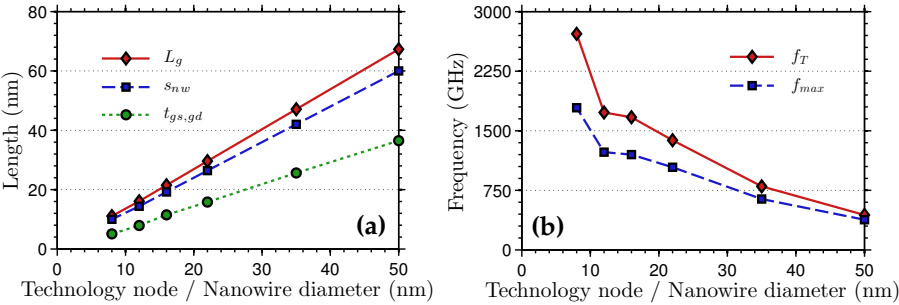 80
60
40
20
0
Length (nm)
L_g
s_nw
t_gs,gd
(a)
0 10 20 30 40 50
Technology node / Nanowire diameter (nm)
3000
2250
1500
750
0
Frequency (GHz)
f_T
f_max
(b)
0 10 20 30 40 50
Technology node / Nanowire diameter (nm)